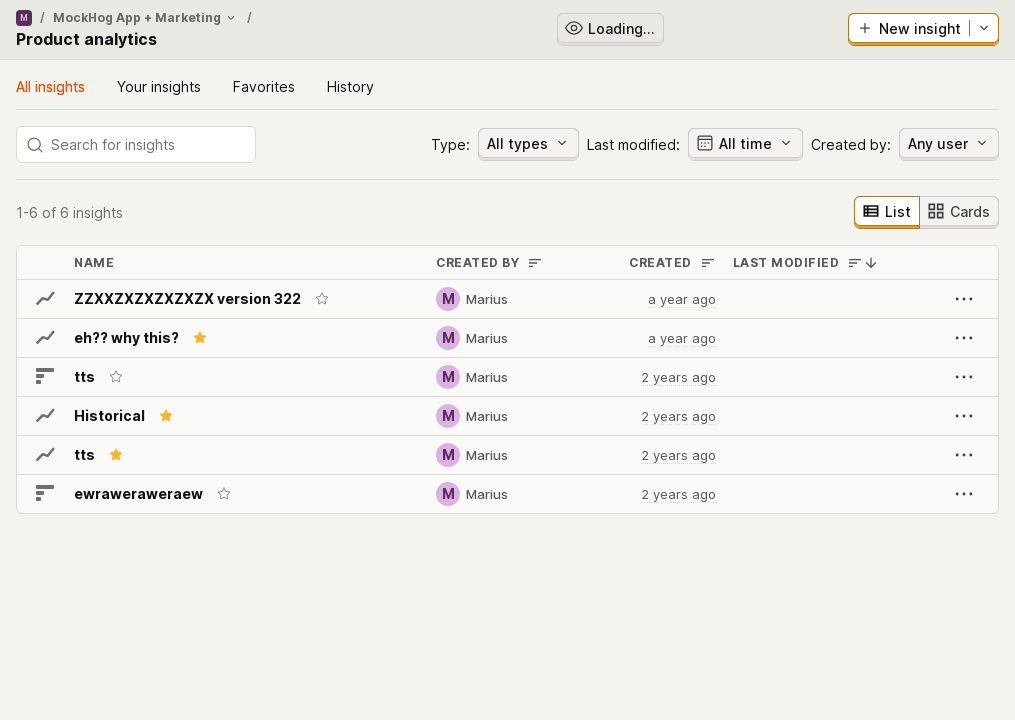 M / MockHog App + Marketing /
Product analytics
Loading...
New insight
All insights Your insights Favorites History
Search for insights
Type: All types Last modified: All time Created by: Any user
1-6 of 6 insights
List Cards
NAME CREATED BY CREATED LAST MODIFIED
ZZXXZXZXZXZXZX version 322 M Marius a year ago
eh?? why this? M Marius a year ago
tts M Marius 2 years ago
Historical M Marius 2 years ago
tts M Marius 2 years ago
ewraweraweraew M Marius 2 years ago